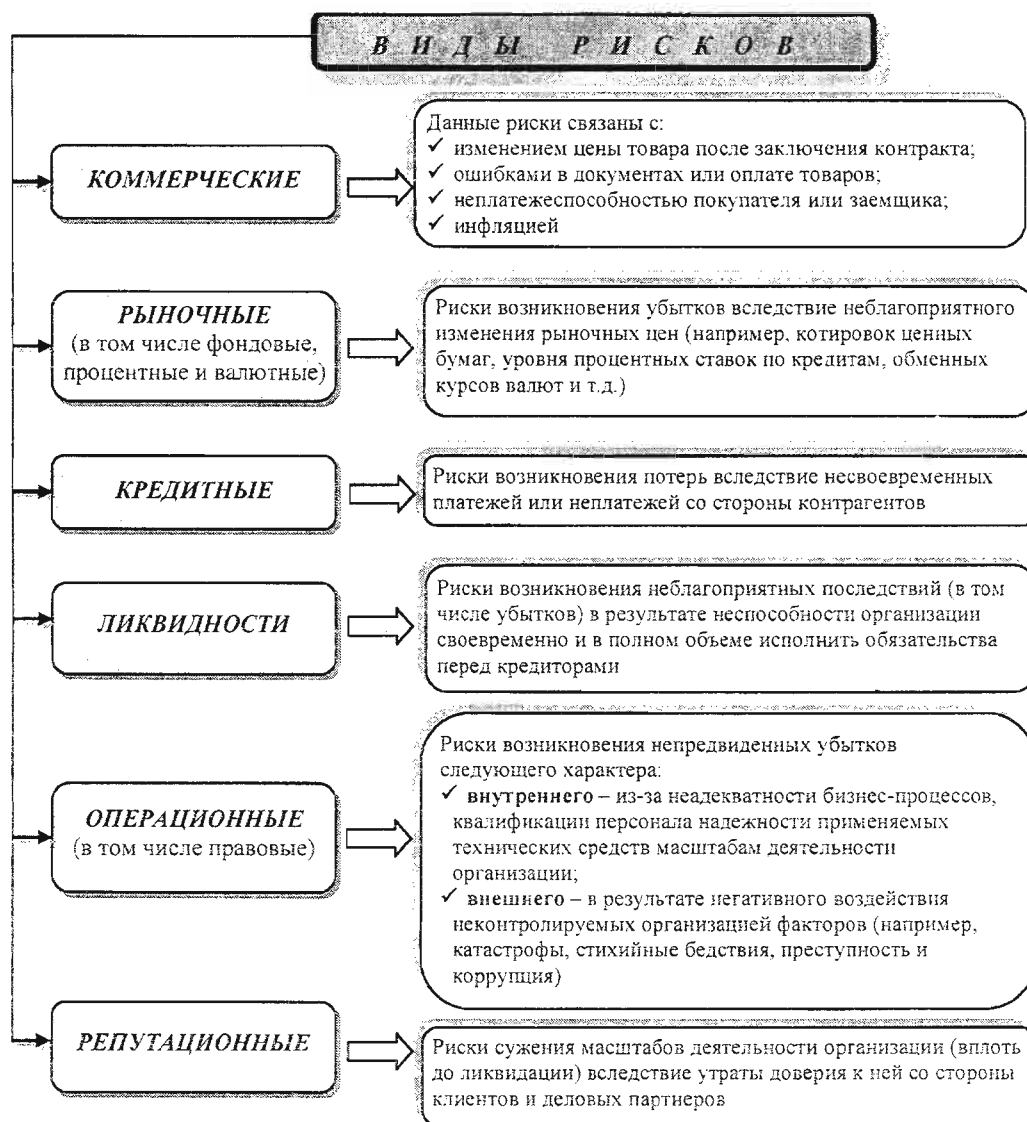 ВИДЫ РИСКОВ
КОММЕРЧЕСКИЕ
Данные риски связаны с:
✓ изменением цены товара после заключения контракта;
✓ ошибками в документах или оплате товаров;
✓ неплатежеспособностью покупателя или заемщика;
✓ инфляцией
РЫНОЧНЫЕ
(в том числе фондовые,
процентные и валютные)
Риски возникновения убытков вследствие неблагоприятного
изменения рыночных цен (например, котировок ценных
бумаг, уровня процентных ставок по кредитам, обменных
курсов валют и т.д.)
КРЕДИТНЫЕ
Риски возникновения потерь вследствие несвоевременных
платежей или неплатежей со стороны контрагентов
ЛИКВИДНОСТИ
Риски возникновения неблагоприятных последствий (в том
числе убытков) в результате неспособности организации
своевременно и в полном объеме исполнить обязательства
перед кредиторами
ОПЕРАЦИОННЫЕ
(в том числе правовые)
Риски возникновения непредвиденных убытков
следующего характера:
✓ внутреннего – из-за неадекватности бизнес-процессов,
квалификации персонала надежности применяемых
технических средств масштабам деятельности
организации;
✓ внешнего – в результате негативного воздействия
неконтролируемых организацией факторов (например,
катастрофы, стихийные бедствия, преступность и
коррупция)
РЕПУТАЦИОННЫЕ
Риски сужения масштабов деятельности организации (вплоть
до ликвидации) вследствие утраты доверия к ней со стороны
клиентов и деловых партнеров